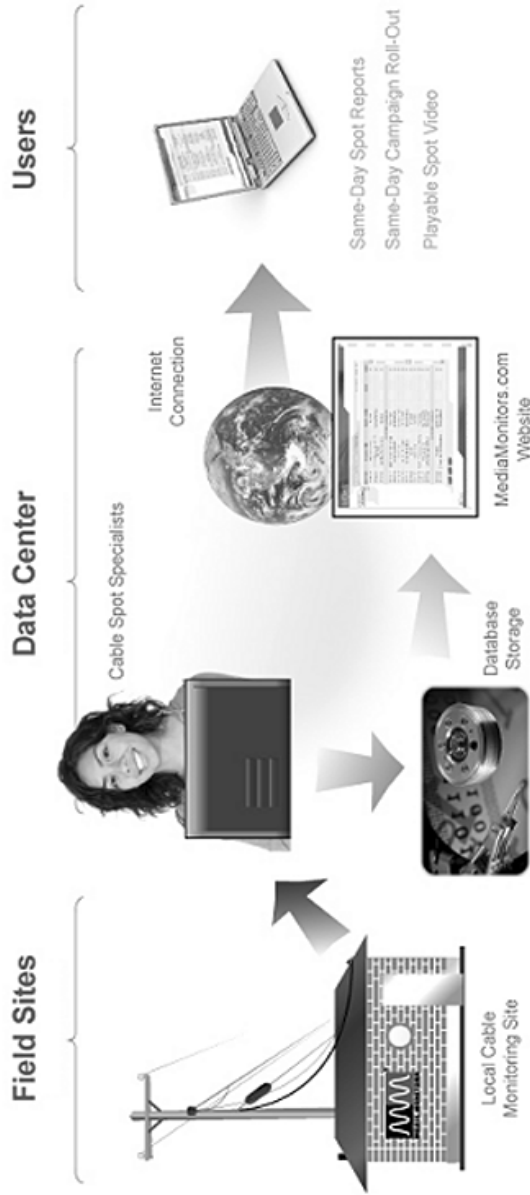 Field Sites
Data Center
Users
Cable Spot Specialists
Internet
Connection
Local Cable
Monitoring Site
Database
Storage
MediaMonitors.com
Website
Same-Day Spot Reports
Same-Day Campaign Roll-Out
Playable Spot Video